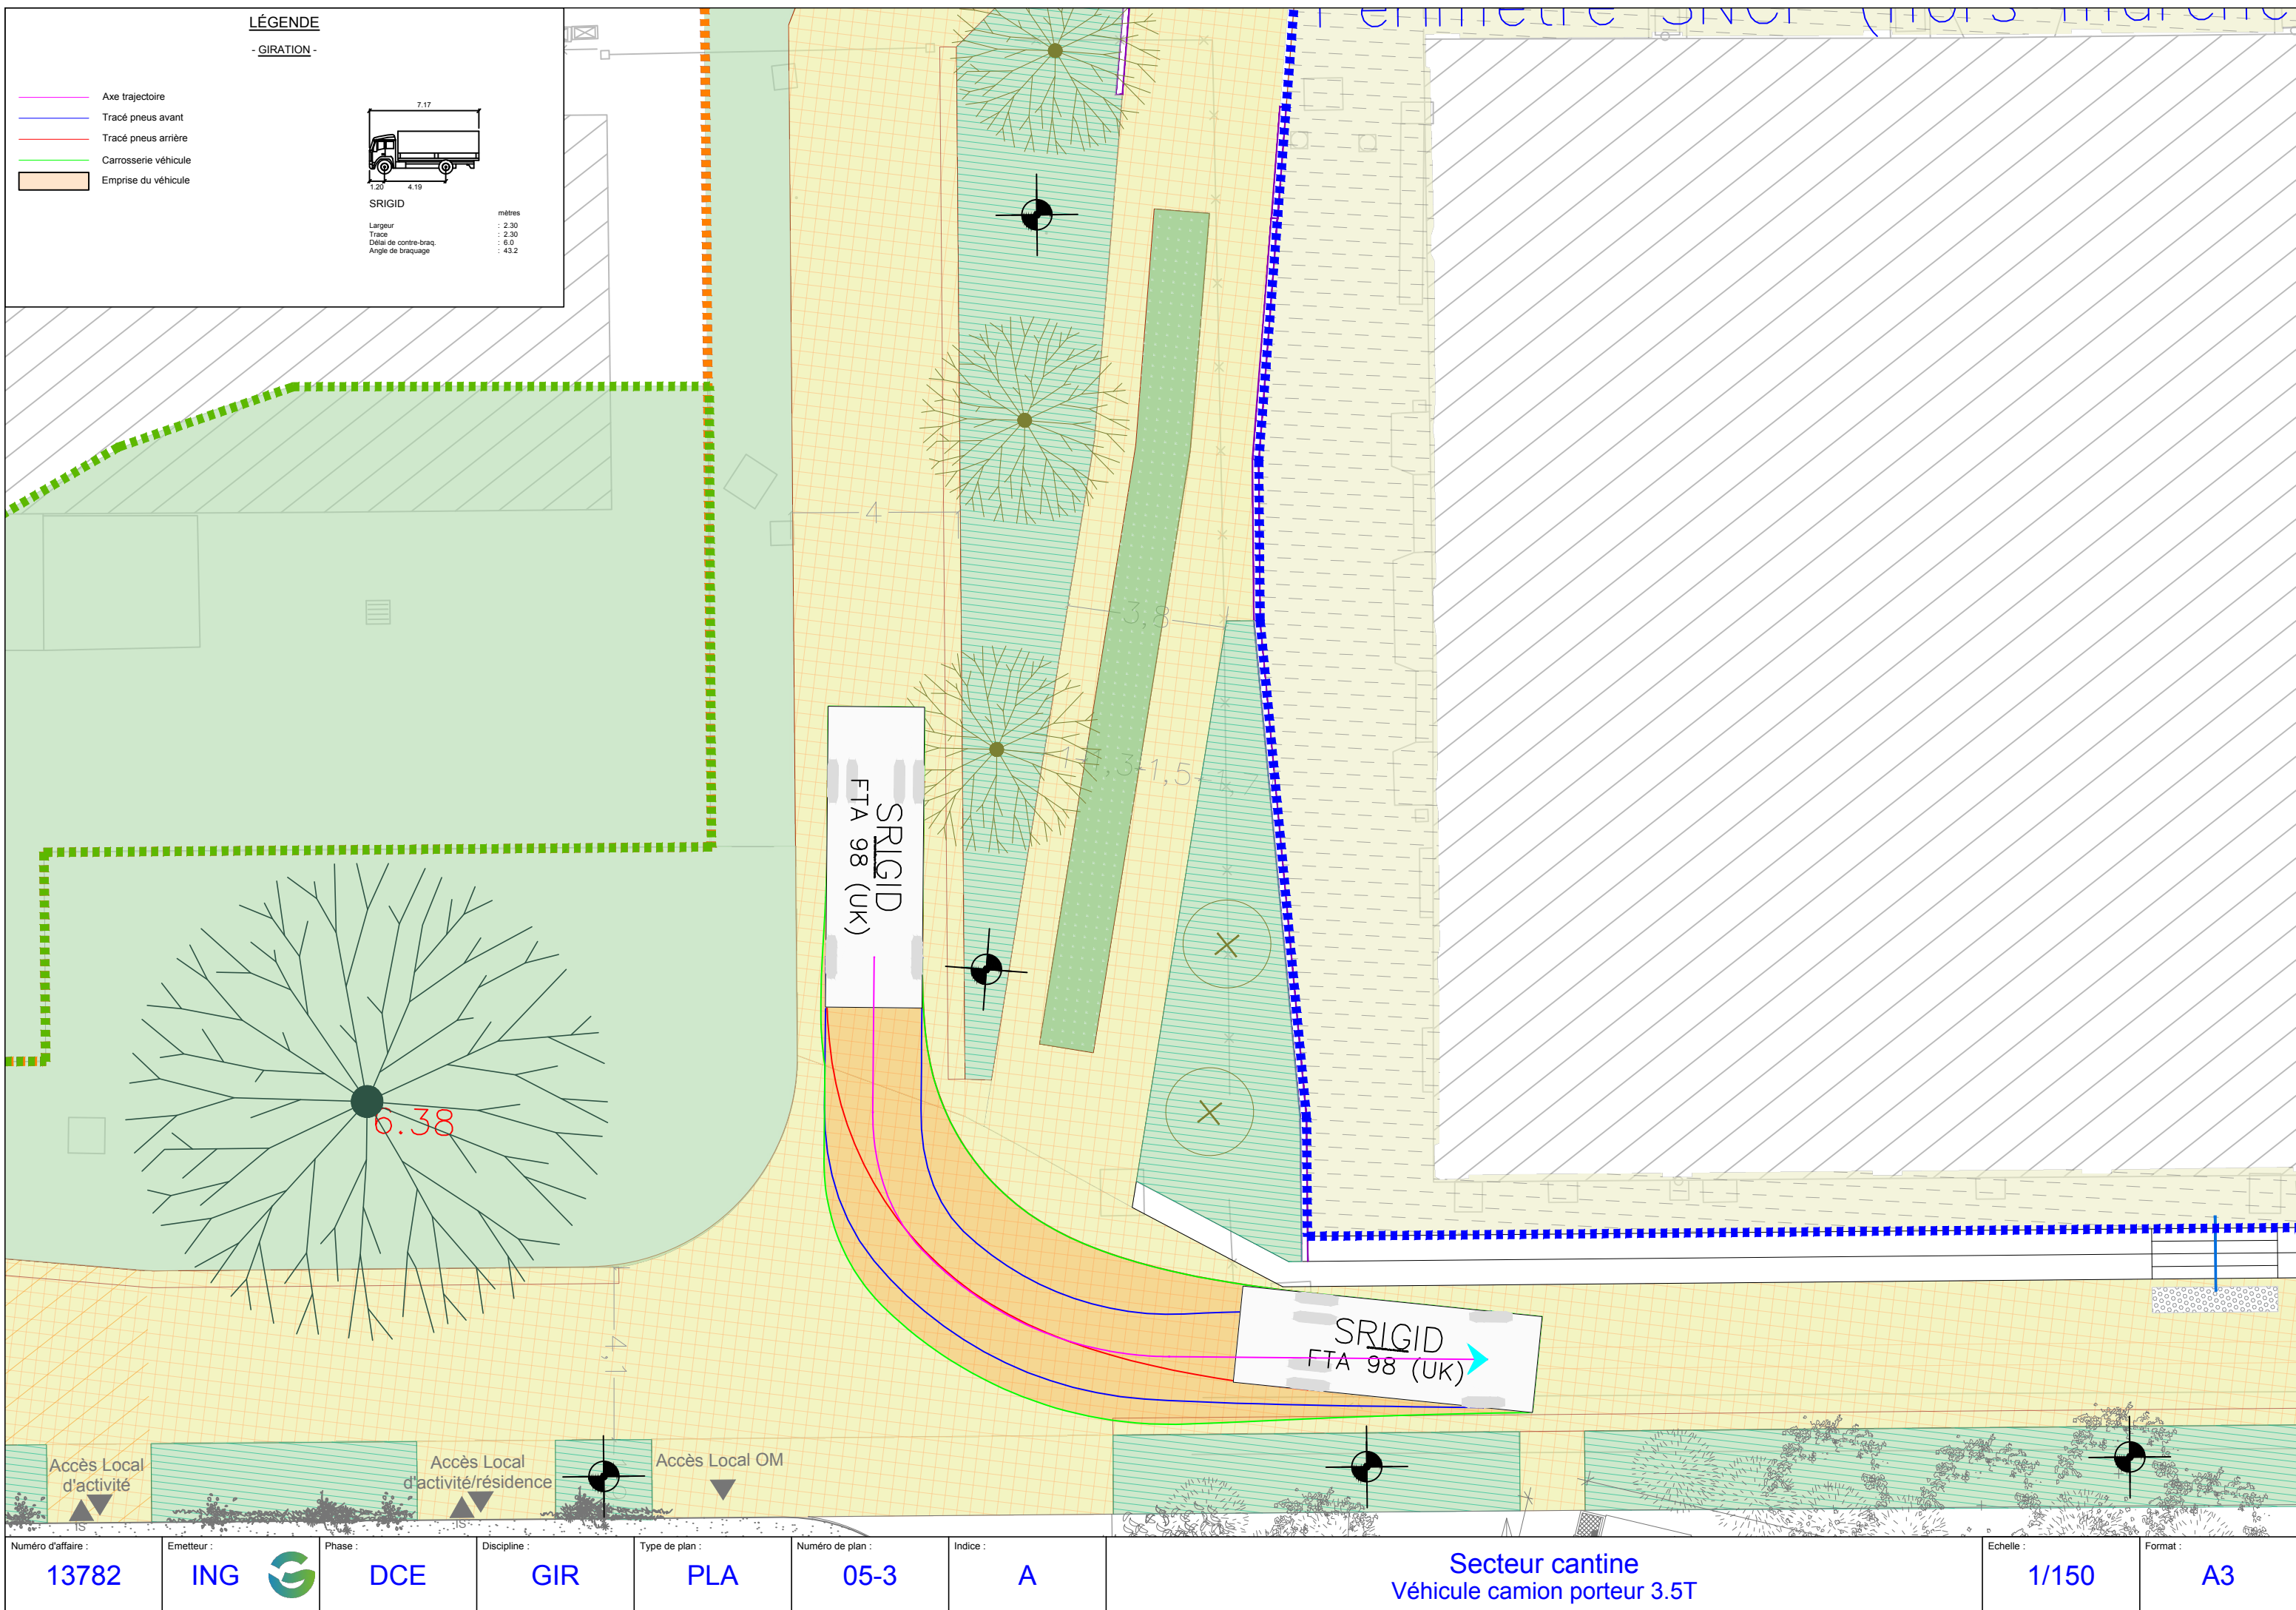 LÉGENDE
- GIRATION -
Axe trajectoire
Tracé pneus avant
Tracé pneus arrière
Carrosserie véhicule
Emprise du véhicule
7.17
1.20 4.19
SRIGID
mètres
Largeur : 2.30
Trace : 2.30
Délai de contre-braq. : 6.0
Angle de braquage : 43.2
4
3,8
SRIGID
FTA 98 (UK)
6.38
4,1
SRIGID
FTA 98 (UK)
Accès Local
d'activité
Accès Local
d'activité/résidence
Accès Local OM
Numéro d'affaire :
13782
Emetteur :
ING
Phase :
DCE
Discipline :
GIR
Type de plan :
PLA
Numéro de plan :
05-3
Indice :
A
Secteur cantine
Véhicule camion porteur 3.5T
Echelle :
1/150
Format :
A3